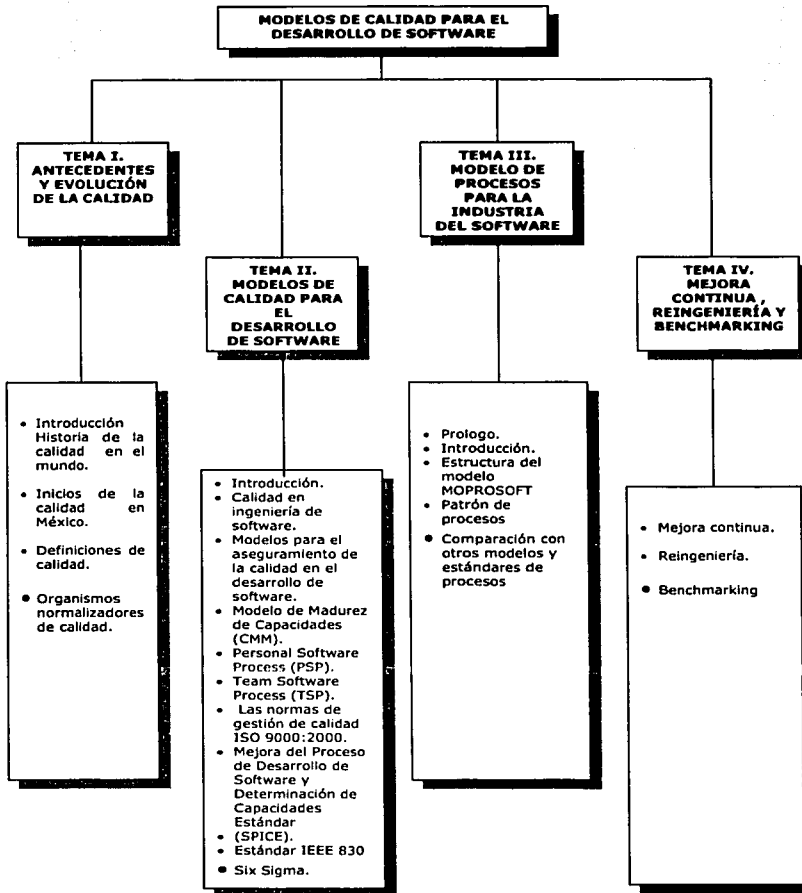 MODELOS DE CALIDAD PARA EL
DESARROLLO DE SOFTWARE
TEMA I.
ANTECEDENTES
Y EVOLUCIÓN
DE LA CALIDAD
TEMA II.
MODELOS DE
CALIDAD PARA
EL
DESARROLLO
DE SOFTWARE
TEMA III.
MODELO DE
PROCESOS
PARA LA
INDUSTRIA
DEL SOFTWARE
TEMA IV.
MEJORA
CONTINUA,
REINGENIERÍA Y
BENCHMARKING
• Introducción
Historia de la
calidad en el
mundo.
• Inicios de la
calidad en
México.
• Definiciones de
calidad.
• Organismos
normalizadores
de calidad.
• Introducción.
• Calidad en
ingeniería de
software.
• Modelos para el
aseguramiento de
la calidad en el
desarrollo de
software.
• Modelo de Madurez
de Capacidades
(CMM).
• Personal Software
Process (PSP).
• Team Software
Process (TSP).
• Las normas de
gestión de calidad
ISO 9000:2000.
• Mejora del Proceso
de Desarrollo de
Software y
Determinación de
Capacidades
Estándar
• (SPICE).
• Estándar IEEE 830
• Six Sigma.
• Prologo.
• Introducción.
• Estructura del
modelo
MOPROSOFT
• Patrón de
procesos
• Comparación con
otros modelos y
estándares de
procesos
• Mejora continua.
• Reingeniería.
• Benchmarking